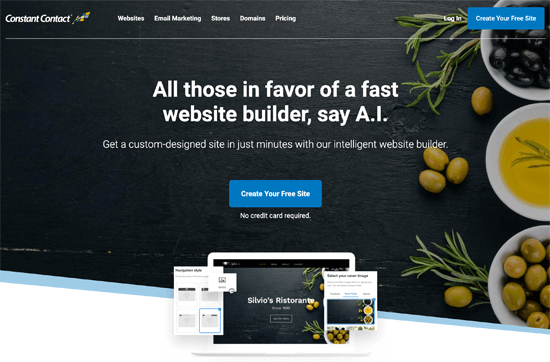 Constant Contact
Websites Email Marketing Stores Domains Pricing
Log In Create Your Free Site
All those in favor of a fast
website builder, say A.I.
Get a custom-designed site in just minutes with our intelligent website builder.
Create Your Free Site
No credit card required.
Navigation style
Select your cover image
Silvio's Ristorante
Since 1993